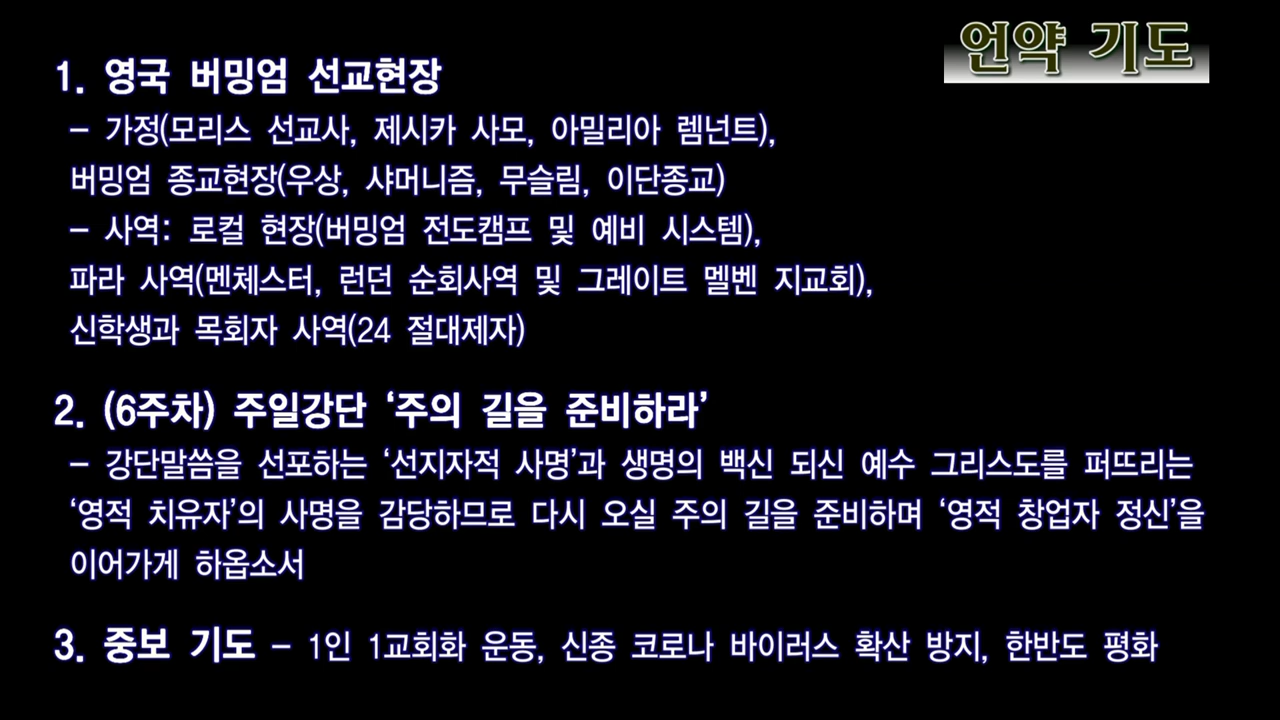 언약 기도
1. 영국 버밍엄 선교현장
- 가정(모리스 선교사, 제시카 사모, 아밀리아 렘넌트),
버밍엄 종교현장(우상, 샤머니즘, 무슬림, 이단종교)
- 사역: 로컬 현장(버밍엄 전도캠프 및 예비 시스템),
파라 사역(멘체스터, 런던 순회사역 및 그레이트 멜벤 지교회),
신학생과 목회자 사역(24 절대제자)
2. (6주차) 주일강단 ‘주의 길을 준비하라’
- 강단말씀을 선포하는 ‘선지자적 사명’과 생명의 백신 되신 예수 그리스도를 퍼뜨리는
‘영적 치유자’의 사명을 감당하므로 다시 오실 주의 길을 준비하며 ‘영적 창업자 정신’을
이어가게 하옵소서
3. 중보 기도 - 1인 1교회화 운동, 신종 코로나 바이러스 확산 방지, 한반도 평화